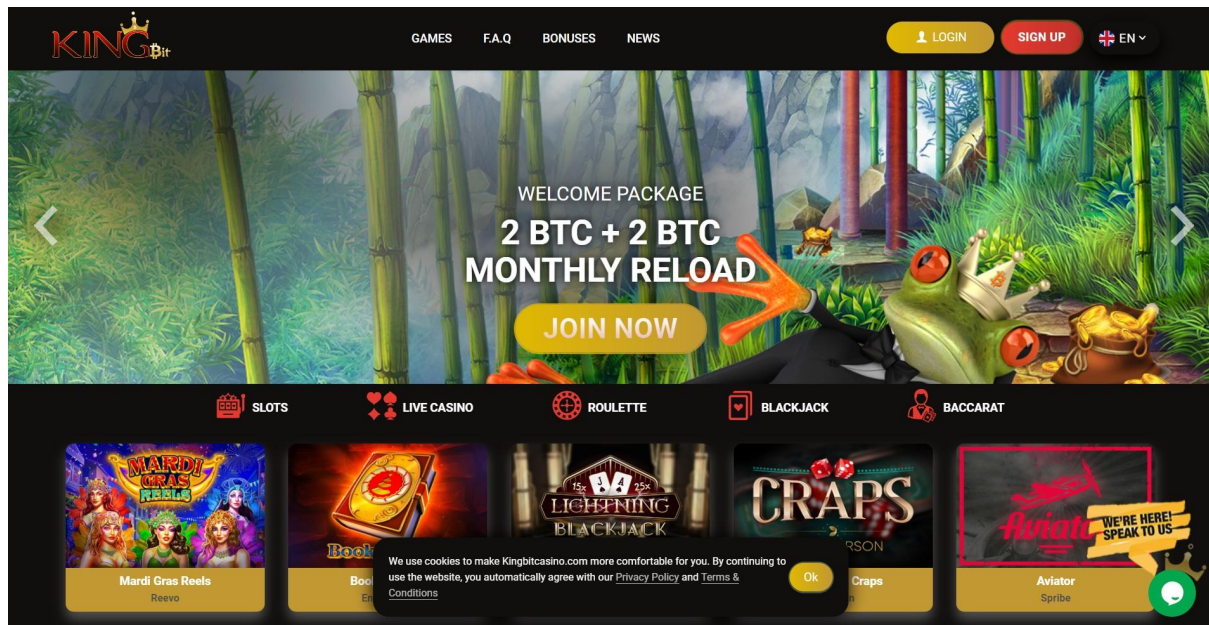 KING Bit
GAMES F.A.Q BONUSES NEWS
LOGIN
SIGN UP
EN
WELCOME PACKAGE
2 BTC + 2 BTC
MONTHLY RELOAD
JOIN NOW
SLOTS
LIVE CASINO
ROULETTE
BLACKJACK
BACCARAT
MARDI
GRAS
REELS
Mardi Gras Reels
Reevo
Book
15x J A 25x
LIGHTNING
BLACKJACK
CRAPS
Craps
Aviator
Spribe
WE'RE HERE!
SPEAK TO US
We use cookies to make Kingbitcasino.com more comfortable for you. By continuing to
use the website, you automatically agree with our Privacy Policy and Terms &
Conditions
Ok